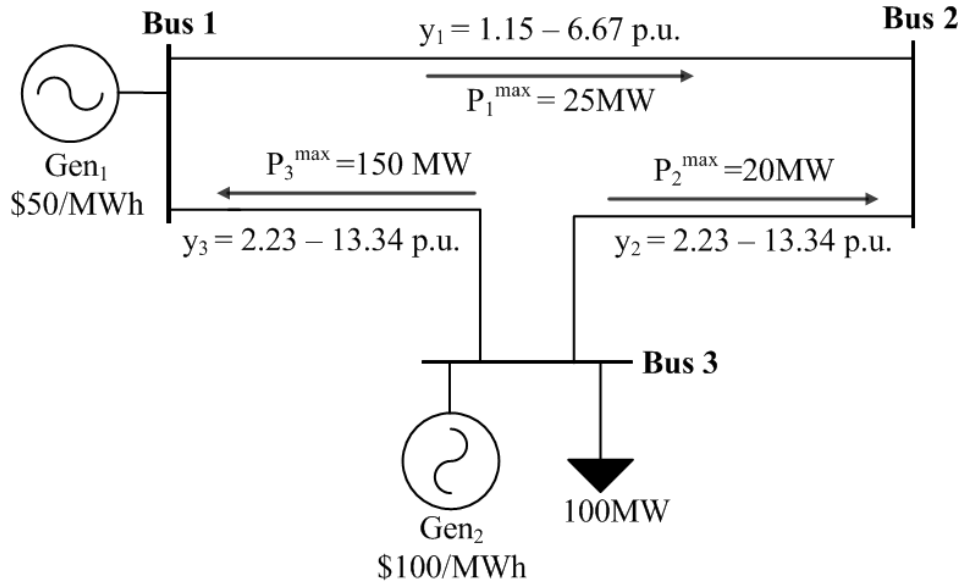 Bus 1
Bus 2
y₁ = 1.15 – 6.67 p.u.
P₁ᵐᵃˣ = 25MW
Gen₁
$50/MWh
P₃ᵐᵃˣ =150 MW
P₂ᵐᵃˣ =20MW
y₃ = 2.23 – 13.34 p.u.
y₂ = 2.23 – 13.34 p.u.
Bus 3
Gen₂
$100/MWh
100MW